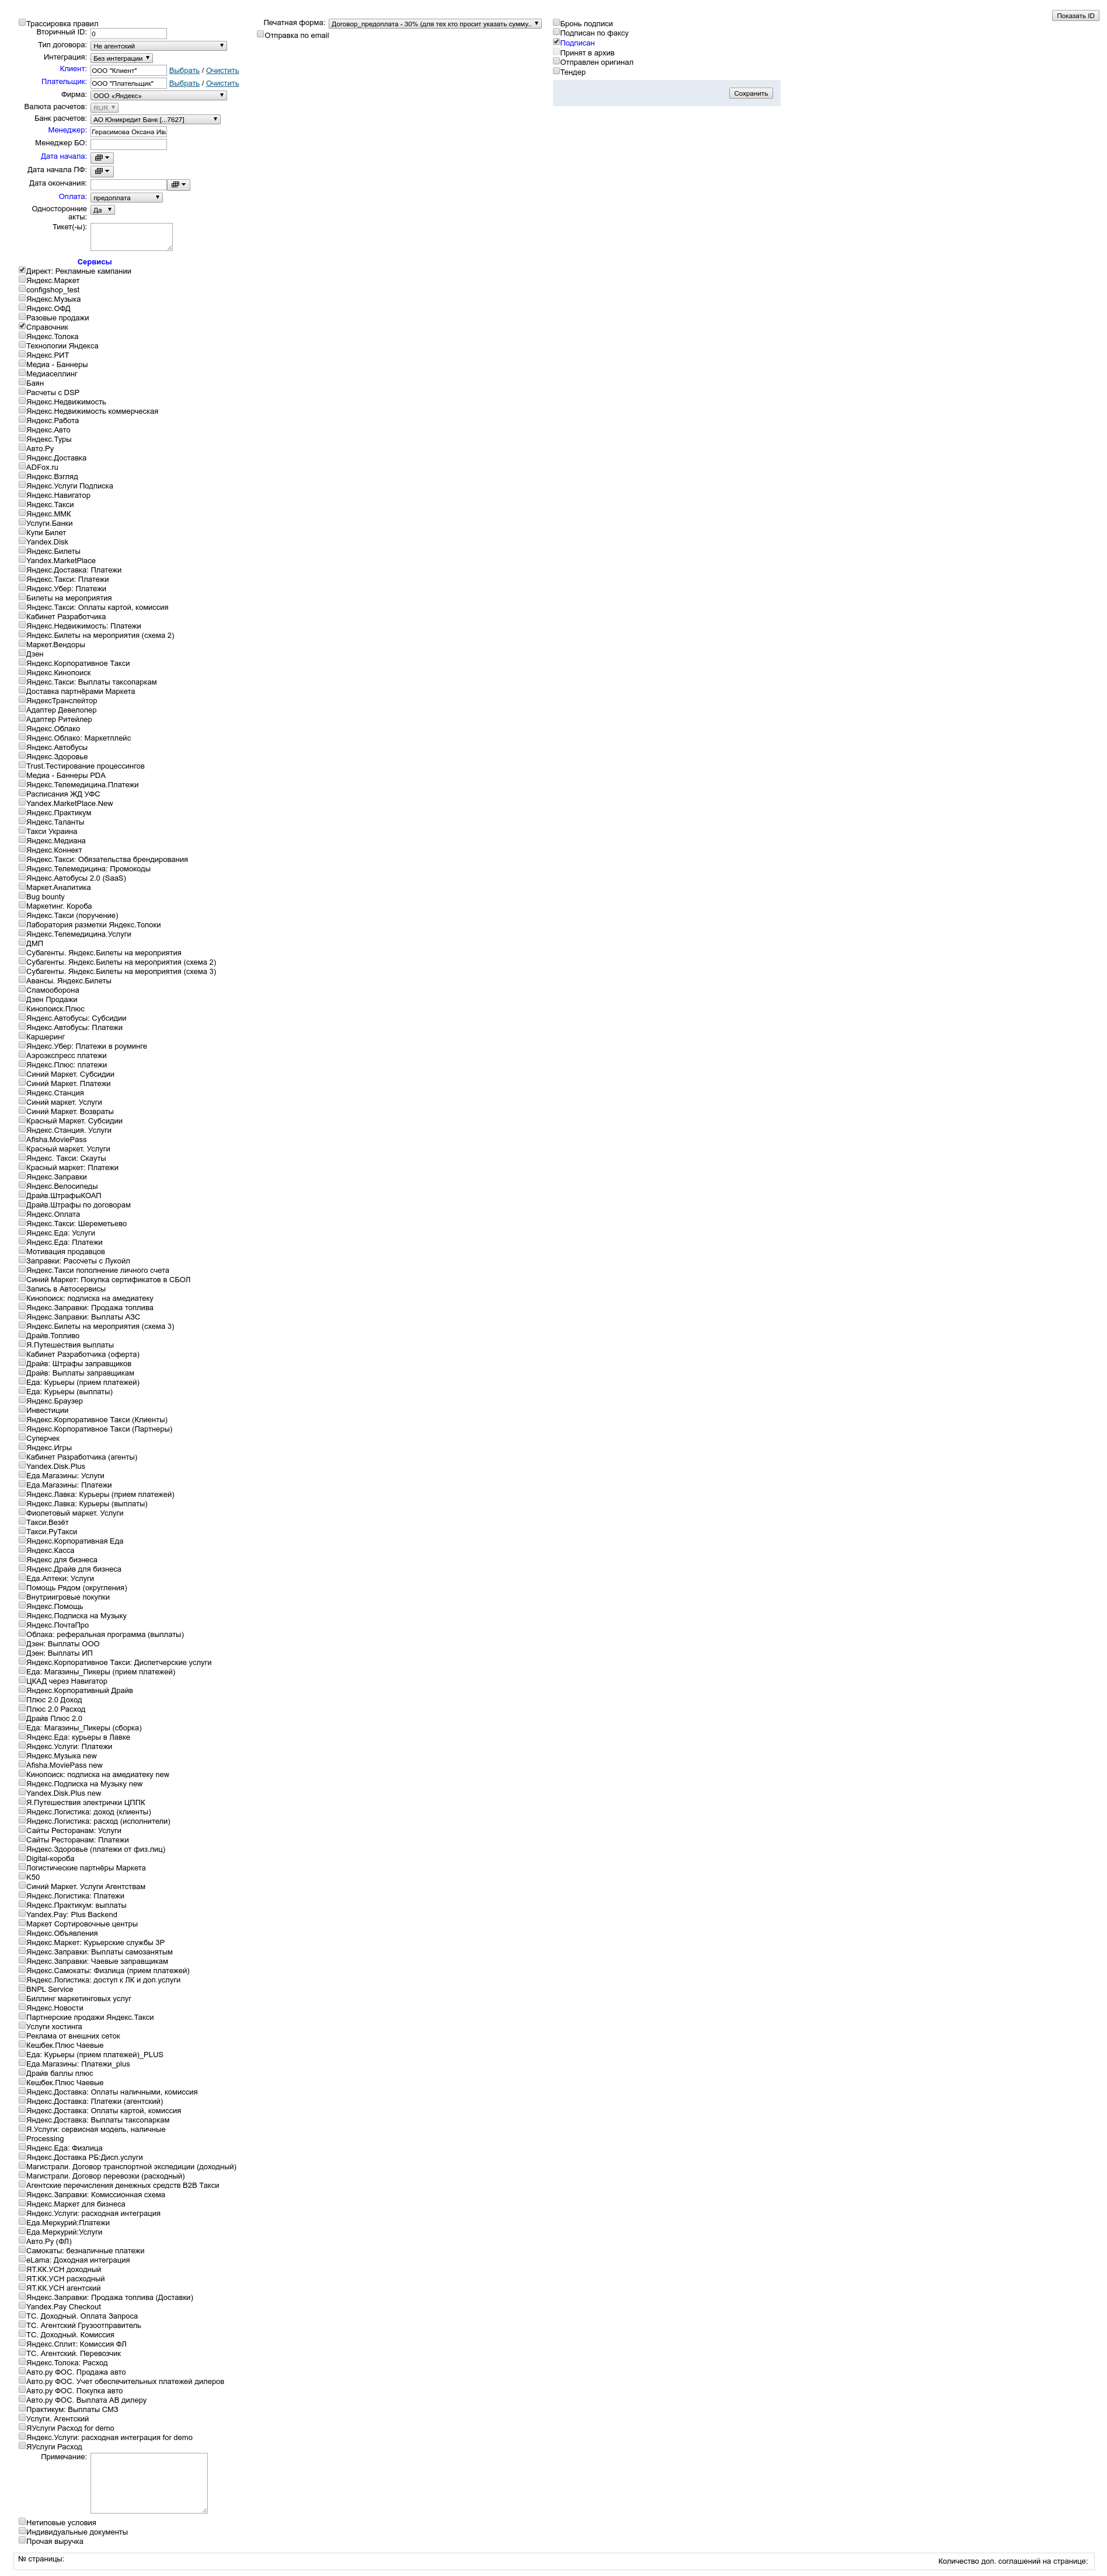 Показать ID
Трассировка правил
Вторичный ID: 0
Тип договора: Не агентский
Интеграция: Без интеграции
Клиент: ООО "Клиент" Выбрать / Очистить
Плательщик: ООО "Плательщик" Выбрать / Очистить
Фирма: ООО «Яндекс»
Валюта расчетов: RUR
Банк расчетов: АО Юникредит Банк [...7627]
Менеджер: Герасимова Оксана Ива
Менеджер БО:
Дата начала:
Дата начала ПФ:
Дата окончания:
Оплата: предоплата
Односторонние
акты: Да
Тикет(-ы):
Печатная форма: Договор_предоплата - 30% (для тех кто просит указать сумму..
Отправка по email
Бронь подписи
Подписан по факсу
Подписан
Принят в архив
Отправлен оригинал
Тендер
Сохранить
Сервисы
Директ: Рекламные кампании
Яндекс.Маркет
configshop_test
Яндекс.Музыка
Яндекс.ОФД
Разовые продажи
Справочник
Яндекс.Толока
Технологии Яндекса
Яндекс.РИТ
Медиа - Баннеры
Медиаселлинг
Баян
Расчеты с DSP
Яндекс.Недвижимость
Яндекс.Недвижимость коммерческая
Яндекс.Работа
Яндекс.Авто
Яндекс.Туры
Авто.Ру
Яндекс.Доставка
ADFox.ru
Яндекс.Взгляд
Яндекс.Услуги Подписка
Яндекс.Навигатор
Яндекс.Такси
Яндекс.ММК
Услуги.Банки
Купи Билет
Yandex.Disk
Яндекс.Билеты
Yandex.MarketPlace
Яндекс.Доставка: Платежи
Яндекс.Такси: Платежи
Яндекс.Убер: Платежи
Билеты на мероприятия
Яндекс.Такси: Оплаты картой, комиссия
Кабинет Разработчика
Яндекс.Недвижимость: Платежи
Яндекс.Билеты на мероприятия (схема 2)
Маркет.Вендоры
Дзен
Яндекс.Корпоративное Такси
Яндекс.Кинопоиск
Яндекс.Такси: Выплаты таксопаркам
Доставка партнёрами Маркета
ЯндексТранслейтор
Адаптер Девелопер
Адаптер Ритейлер
Яндекс.Облако
Яндекс.Облако: Маркетплейс
Яндекс.Автобусы
Яндекс.Здоровье
Trust.Тестирование процессингов
Медиа - Баннеры PDA
Яндекс.Телемедицина.Платежи
Расписания ЖД УФС
Yandex.MarketPlace.New
Яндекс.Практикум
Яндекс.Таланты
Такси Украина
Яндекс.Медиана
Яндекс.Коннект
Яндекс.Такси: Обязательства брендирования
Яндекс.Телемедицина: Промокоды
Яндекс.Автобусы 2.0 (SaaS)
Маркет.Аналитика
Bug bounty
Маркетинг. Короба
Яндекс.Такси (поручение)
Лаборатория разметки Яндекс.Толоки
Яндекс.Телемедицина.Услуги
ДМП
Субагенты. Яндекс.Билеты на мероприятия
Субагенты. Яндекс.Билеты на мероприятия (схема 2)
Субагенты. Яндекс.Билеты на мероприятия (схема 3)
Авансы. Яндекс.Билеты
Спамооборона
Дзен Продажи
Кинопоиск.Плюс
Яндекс.Автобусы: Субсидии
Яндекс.Автобусы: Платежи
Каршеринг
Яндекс.Убер: Платежи в роуминге
Аэроэкспресс платежи
Яндекс.Плюс: платежи
Синий Маркет. Субсидии
Синий Маркет. Платежи
Яндекс.Станция
Синий маркет. Услуги
Синий Маркет. Возвраты
Красный Маркет. Субсидии
Яндекс.Станция. Услуги
Afisha.MoviePass
Красный маркет. Услуги
Яндекс. Такси: Скауты
Красный маркет: Платежи
Яндекс.Заправки
Яндекс.Велосипеды
Драйв.ШтрафыКОАП
Драйв.Штрафы по договорам
Яндекс.Оплата
Яндекс.Такси: Шереметьево
Яндекс.Еда: Услуги
Яндекс.Еда: Платежи
Мотивация продавцов
Заправки: Рассчеты с Лукойл
Яндекс.Такси пополнение личного счета
Синий Маркет: Покупка сертификатов в СБОЛ
Запись в Автосервисы
Кинопоиск: подписка на амедиатеку
Яндекс.Заправки: Продажа топлива
Яндекс.Заправки: Выплаты АЗС
Яндекс.Билеты на мероприятия (схема 3)
Драйв.Топливо
Я.Путешествия выплаты
Кабинет Разработчика (оферта)
Драйв: Штрафы заправщиков
Драйв: Выплаты заправщикам
Еда: Курьеры (прием платежей)
Еда: Курьеры (выплаты)
Яндекс.Браузер
Инвестиции
Яндекс.Корпоративное Такси (Клиенты)
Яндекс.Корпоративное Такси (Партнеры)
Суперчек
Яндекс.Игры
Кабинет Разработчика (агенты)
Yandex.Disk.Plus
Еда.Магазины: Услуги
Еда.Магазины: Платежи
Яндекс.Лавка: Курьеры (прием платежей)
Яндекс.Лавка: Курьеры (выплаты)
Фиолетовый маркет. Услуги
Такси.Везёт
Такси.РуТакси
Яндекс.Корпоративная Еда
Яндекс.Касса
Яндекс для бизнеса
Яндекс.Драйв для бизнеса
Еда.Аптеки: Услуги
Помощь Рядом (округления)
Внутриигровые покупки
Яндекс.Помощь
Яндекс.Подписка на Музыку
Яндекс.ПочтаПро
Облака: реферальная программа (выплаты)
Дзен: Выплаты ООО
Дзен: Выплаты ИП
Яндекс.Корпоративное Такси: Диспетчерские услуги
Еда: Магазины_Пикеры (прием платежей)
ЦКАД через Навигатор
Яндекс.Корпоративный Драйв
Плюс 2.0 Доход
Плюс 2.0 Расход
Драйв Плюс 2.0
Еда: Магазины_Пикеры (сборка)
Яндекс.Еда: курьеры в Лавке
Яндекс.Услуги: Платежи
Яндекс.Музыка new
Afisha.MoviePass new
Кинопоиск: подписка на амедиатеку new
Яндекс.Подписка на Музыку new
Yandex.Disk.Plus new
Я.Путешествия электрички ЦППК
Яндекс.Логистика: доход (клиенты)
Яндекс.Логистика: расход (исполнители)
Сайты Ресторанам: Услуги
Сайты Ресторанам: Платежи
Яндекс.Здоровье (платежи от физ.лиц)
Digital-короба
Логистические партнёры Маркета
K50
Синий Маркет. Услуги Агентствам
Яндекс.Логистика: Платежи
Яндекс.Практикум: выплаты
Yandex.Pay: Plus Backend
Маркет Сортировочные центры
Яндекс.Объявления
Яндекс.Маркет: Курьерские службы 3P
Яндекс.Заправки: Выплаты самозанятым
Яндекс.Заправки: Чаевые заправщикам
Яндекс.Самокаты: Физлица (прием платежей)
Яндекс.Логистика: доступ к ЛК и доп.услуги
BNPL Service
Биллинг маркетинговых услуг
Яндекс.Новости
Партнерские продажи Яндекс.Такси
Услуги хостинга
Реклама от внешних сеток
Кешбек.Плюс Чаевые
Еда: Курьеры (прием платежей)_PLUS
Еда.Магазины: Платежи_plus
Драйв баллы плюс
Кешбек.Плюс Чаевые
Яндекс.Доставка: Оплаты наличными, комиссия
Яндекс.Доставка: Платежи (агентский)
Яндекс.Доставка: Оплаты картой, комиссия
Яндекс.Доставка: Выплаты таксопаркам
Я.Услуги: сервисная модель, наличные
Processing
Яндекс.Еда: Физлица
Яндекс.Доставка РБ:Дисп.услуги
Магистрали. Договор транспортной экспедиции (доходный)
Магистрали. Договор перевозки (расходный)
Агентские перечисления денежных средств B2B Такси
Яндекс.Заправки: Комиссионная схема
Яндекс.Маркет для бизнеса
Яндекс.Услуги: расходная интеграция
Еда.Меркурий:Платежи
Еда.Меркурий:Услуги
Авто.Ру (ФЛ)
Самокаты: безналичные платежи
eLama: Доходная интеграция
ЯТ.КК.УСН доходный
ЯТ.КК.УСН расходный
ЯТ.КК.УСН агентский
Яндекс.Заправки: Продажа топлива (Доставки)
Yandex.Pay Checkout
ТС. Доходный. Оплата Запроса
ТС. Агентский Грузоотправитель
ТС. Доходный. Комиссия
Яндекс.Сплит: Комиссия ФЛ
ТС. Агентский. Перевозчик
Яндекс.Толока: Расход
Авто.ру ФОС. Продажа авто
Авто.ру ФОС. Учет обеспечительных платежей дилеров
Авто.ру ФОС. Покупка авто
Авто.ру ФОС. Выплата АВ дилеру
Практикум: Выплаты СМЗ
Услуги. Агентский
ЯУслуги Расход for demo
Яндекс.Услуги: расходная интеграция for demo
ЯУслуги Расход
Примечание:
Нетиповые условия
Индивидуальные документы
Прочая выручка
№ страницы:
Количество доп. соглашений на странице: